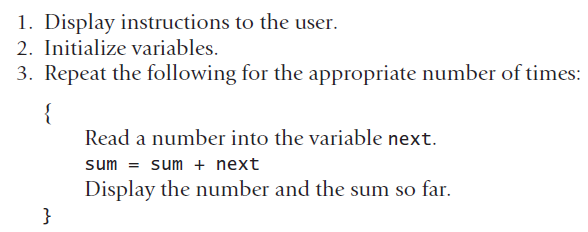 1. Display instructions to the user.
2. Initialize variables.
3. Repeat the following for the appropriate number of times:
{
Read a number into the variable next.
sum = sum + next
Display the number and the sum so far.
}